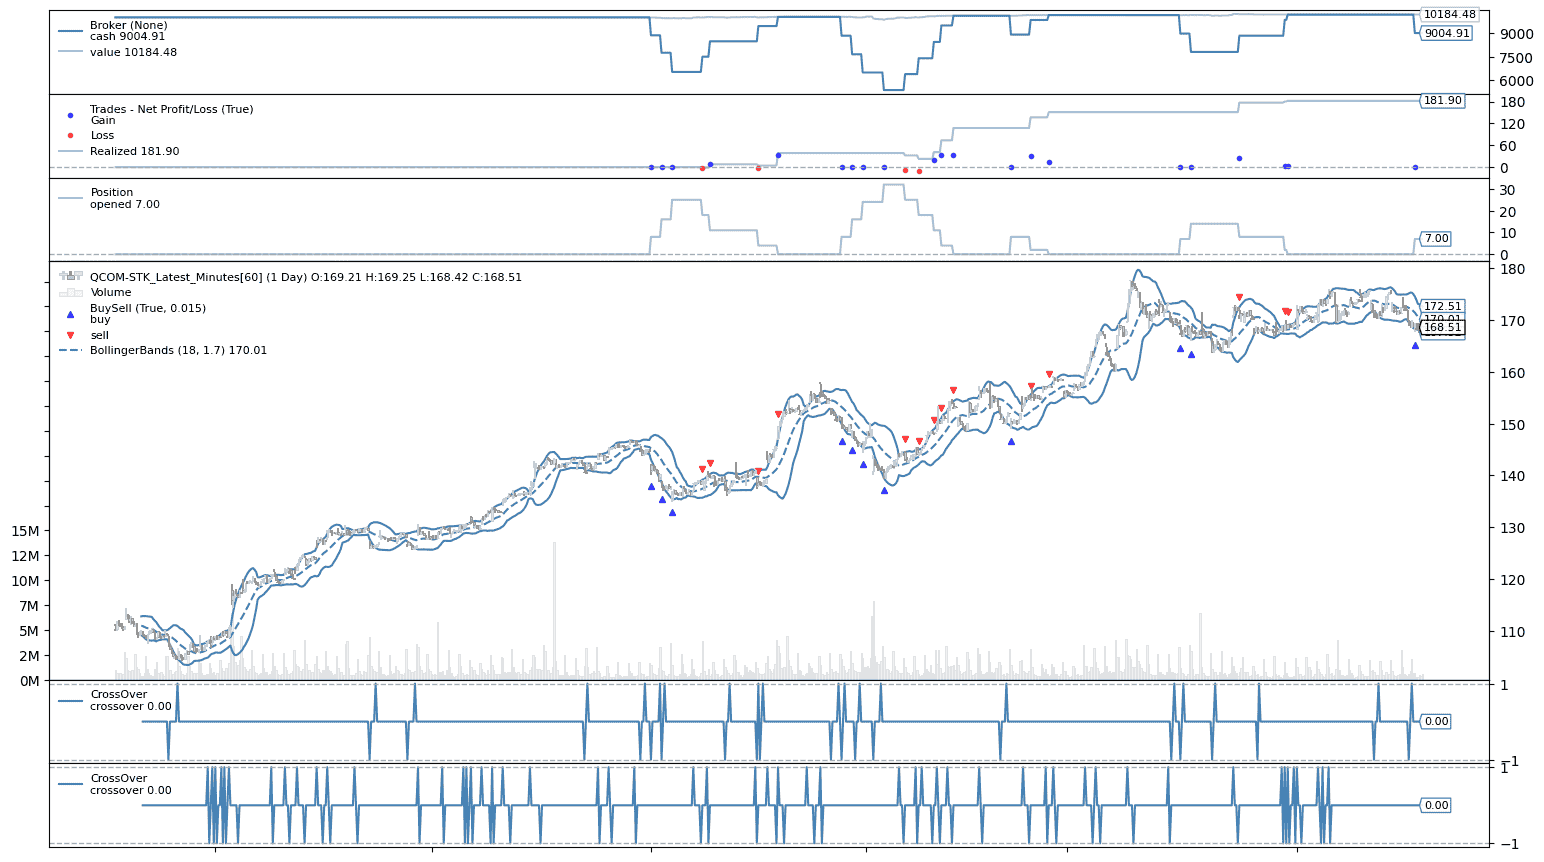 Broker (None)
cash 9004.91
value 10184.48
10184.48
9004.91
9000
7500
6000
Trades - Net Profit/Loss (True)
Gain
Loss
Realized 181.90
181.90
180
120
60
0
Position
opened 7.00
30
20
10
0
7.00
QCOM-STK_Latest_Minutes[60] (1 Day) O:169.21 H:169.25 L:168.42 C:168.51
Volume
BuySell (True, 0.015)
buy
sell
BollingerBands (18, 1.7) 170.01
180
172.51
170.01
168.51
170
160
150
140
130
120
110
15M
12M
10M
7M
5M
2M
0M
CrossOver
crossover 0.00
1
0.00
−1
CrossOver
crossover 0.00
1
0.00
−1